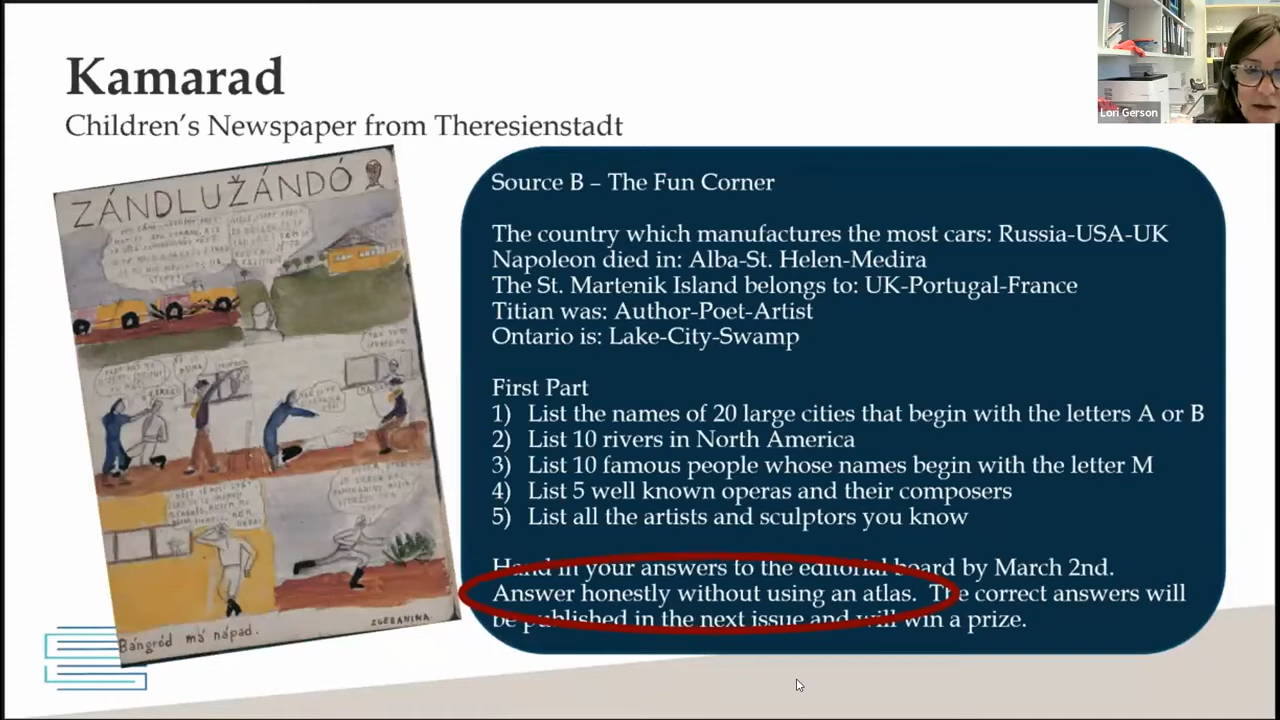 Kamarad
Children's Newspaper from Theresienstadt
Lori Gerson
ZÁNDLUŽÁNDÓ
Bángród má nápad.
Source B – The Fun Corner
The country which manufactures the most cars: Russia-USA-UK
Napoleon died in: Alba-St. Helen-Medira
The St. Martenik Island belongs to: UK-Portugal-France
Titian was: Author-Poet-Artist
Ontario is: Lake-City-Swamp
First Part
1) List the names of 20 large cities that begin with the letters A or B
2) List 10 rivers in North America
3) List 10 famous people whose names begin with the letter M
4) List 5 well known operas and their composers
5) List all the artists and sculptors you know
Hand in your answers to the editorial board by March 2nd.
Answer honestly without using an atlas. The correct answers will
be published in the next issue and will win a prize.